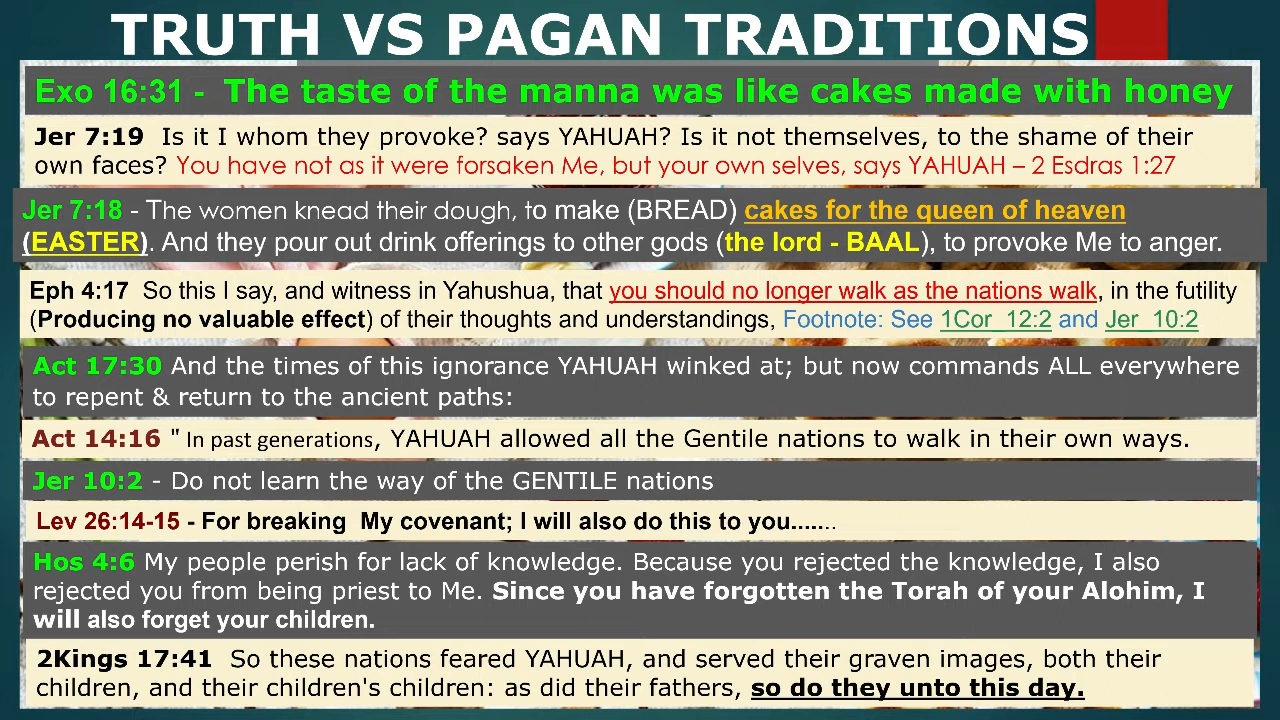 TRUTH VS PAGAN TRADITIONS
Exo 16:31 - The taste of the manna was like cakes made with honey
Jer 7:19 Is it I whom they provoke? says YAHUAH? Is it not themselves, to the shame of their
own faces? You have not as it were forsaken Me, but your own selves, says YAHUAH – 2 Esdras 1:27
Jer 7:18 - The women knead their dough, to make (BREAD) cakes for the queen of heaven
(EASTER). And they pour out drink offerings to other gods (the lord - BAAL), to provoke Me to anger.
Eph 4:17 So this I say, and witness in Yahushua, that you should no longer walk as the nations walk, in the futility
(Producing no valuable effect) of their thoughts and understandings, Footnote: See 1Cor_12:2 and Jer_10:2
Act 17:30 And the times of this ignorance YAHUAH winked at; but now commands ALL everywhere
to repent & return to the ancient paths:
Act 14:16 " In past generations, YAHUAH allowed all the Gentile nations to walk in their own ways.
Jer 10:2 - Do not learn the way of the GENTILE nations
Lev 26:14-15 - For breaking My covenant; I will also do this to you.......
Hos 4:6 My people perish for lack of knowledge. Because you rejected the knowledge, I also
rejected you from being priest to Me. Since you have forgotten the Torah of your Alohim, I
will also forget your children.
2Kings 17:41 So these nations feared YAHUAH, and served their graven images, both their
children, and their children's children: as did their fathers, so do they unto this day.